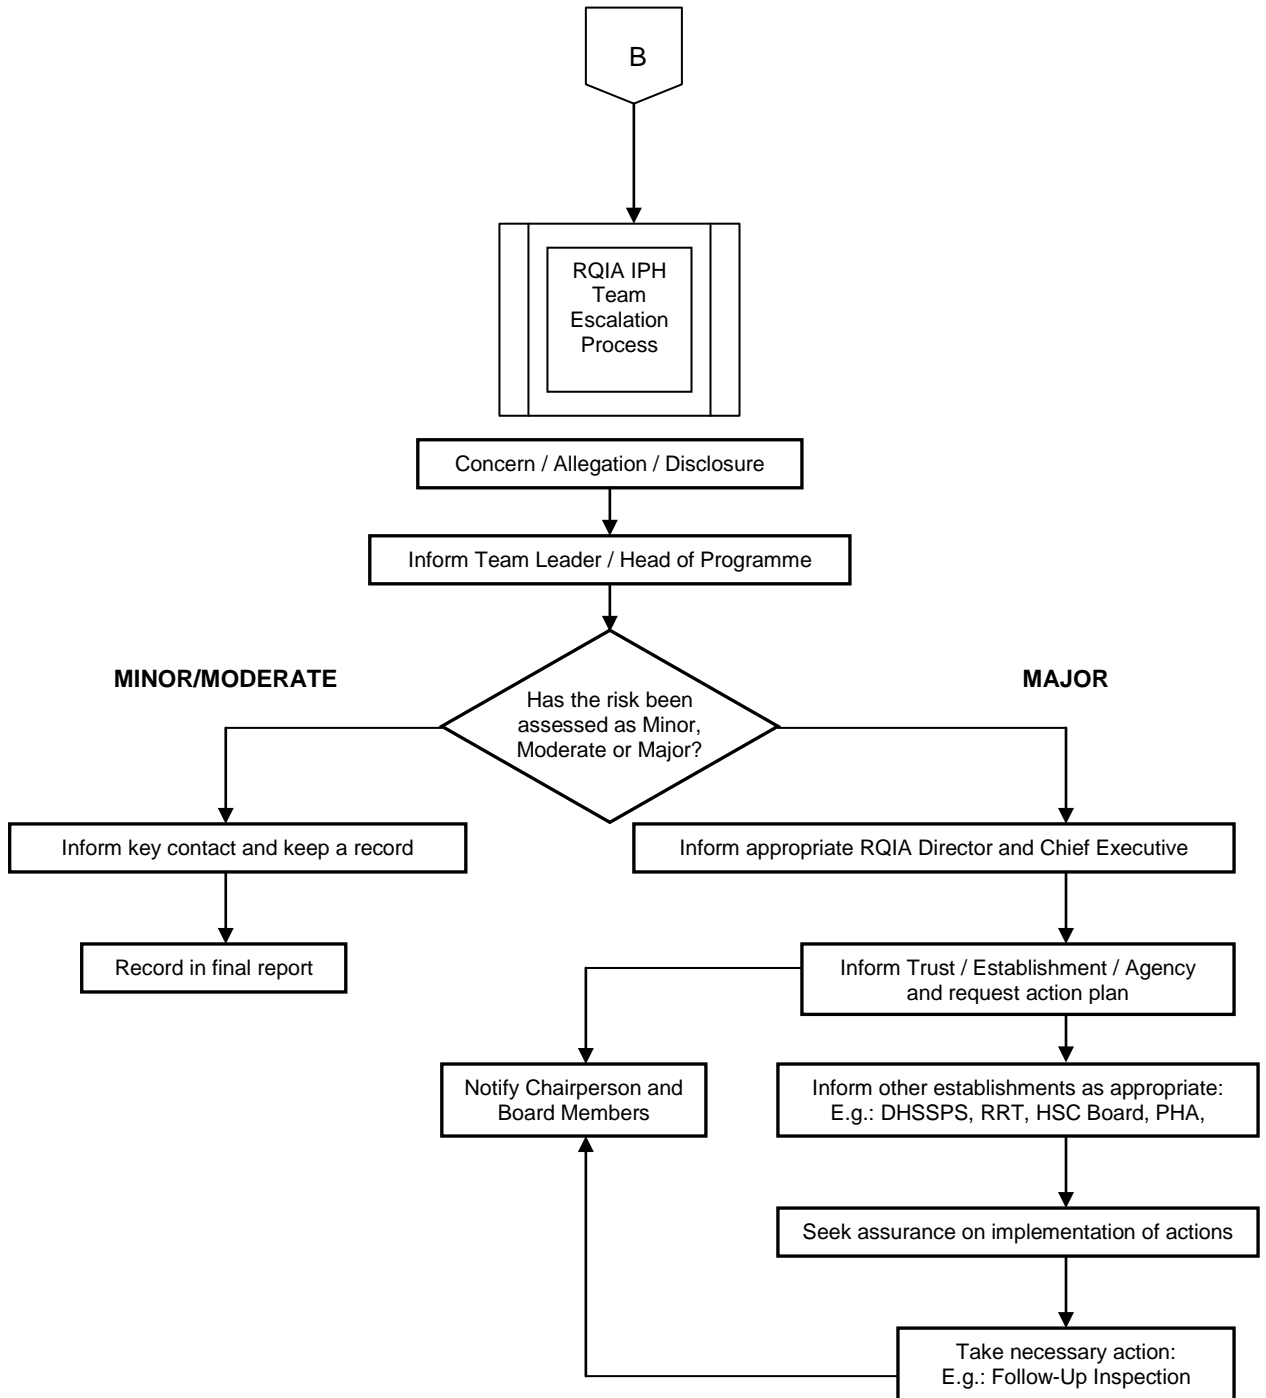 B
RQIA IPH
Team
Escalation
Process
Concern / Allegation / Disclosure
Inform Team Leader / Head of Programme
MINOR/MODERATE
MAJOR
Has the risk been
assessed as Minor,
Moderate or Major?
Inform key contact and keep a record
Inform appropriate RQIA Director and Chief Executive
Record in final report
Inform Trust / Establishment / Agency
and request action plan
Notify Chairperson and
Board Members
Inform other establishments as appropriate:
E.g.: DHSSPS, RRT, HSC Board, PHA,
Seek assurance on implementation of actions
Take necessary action:
E.g.: Follow-Up Inspection